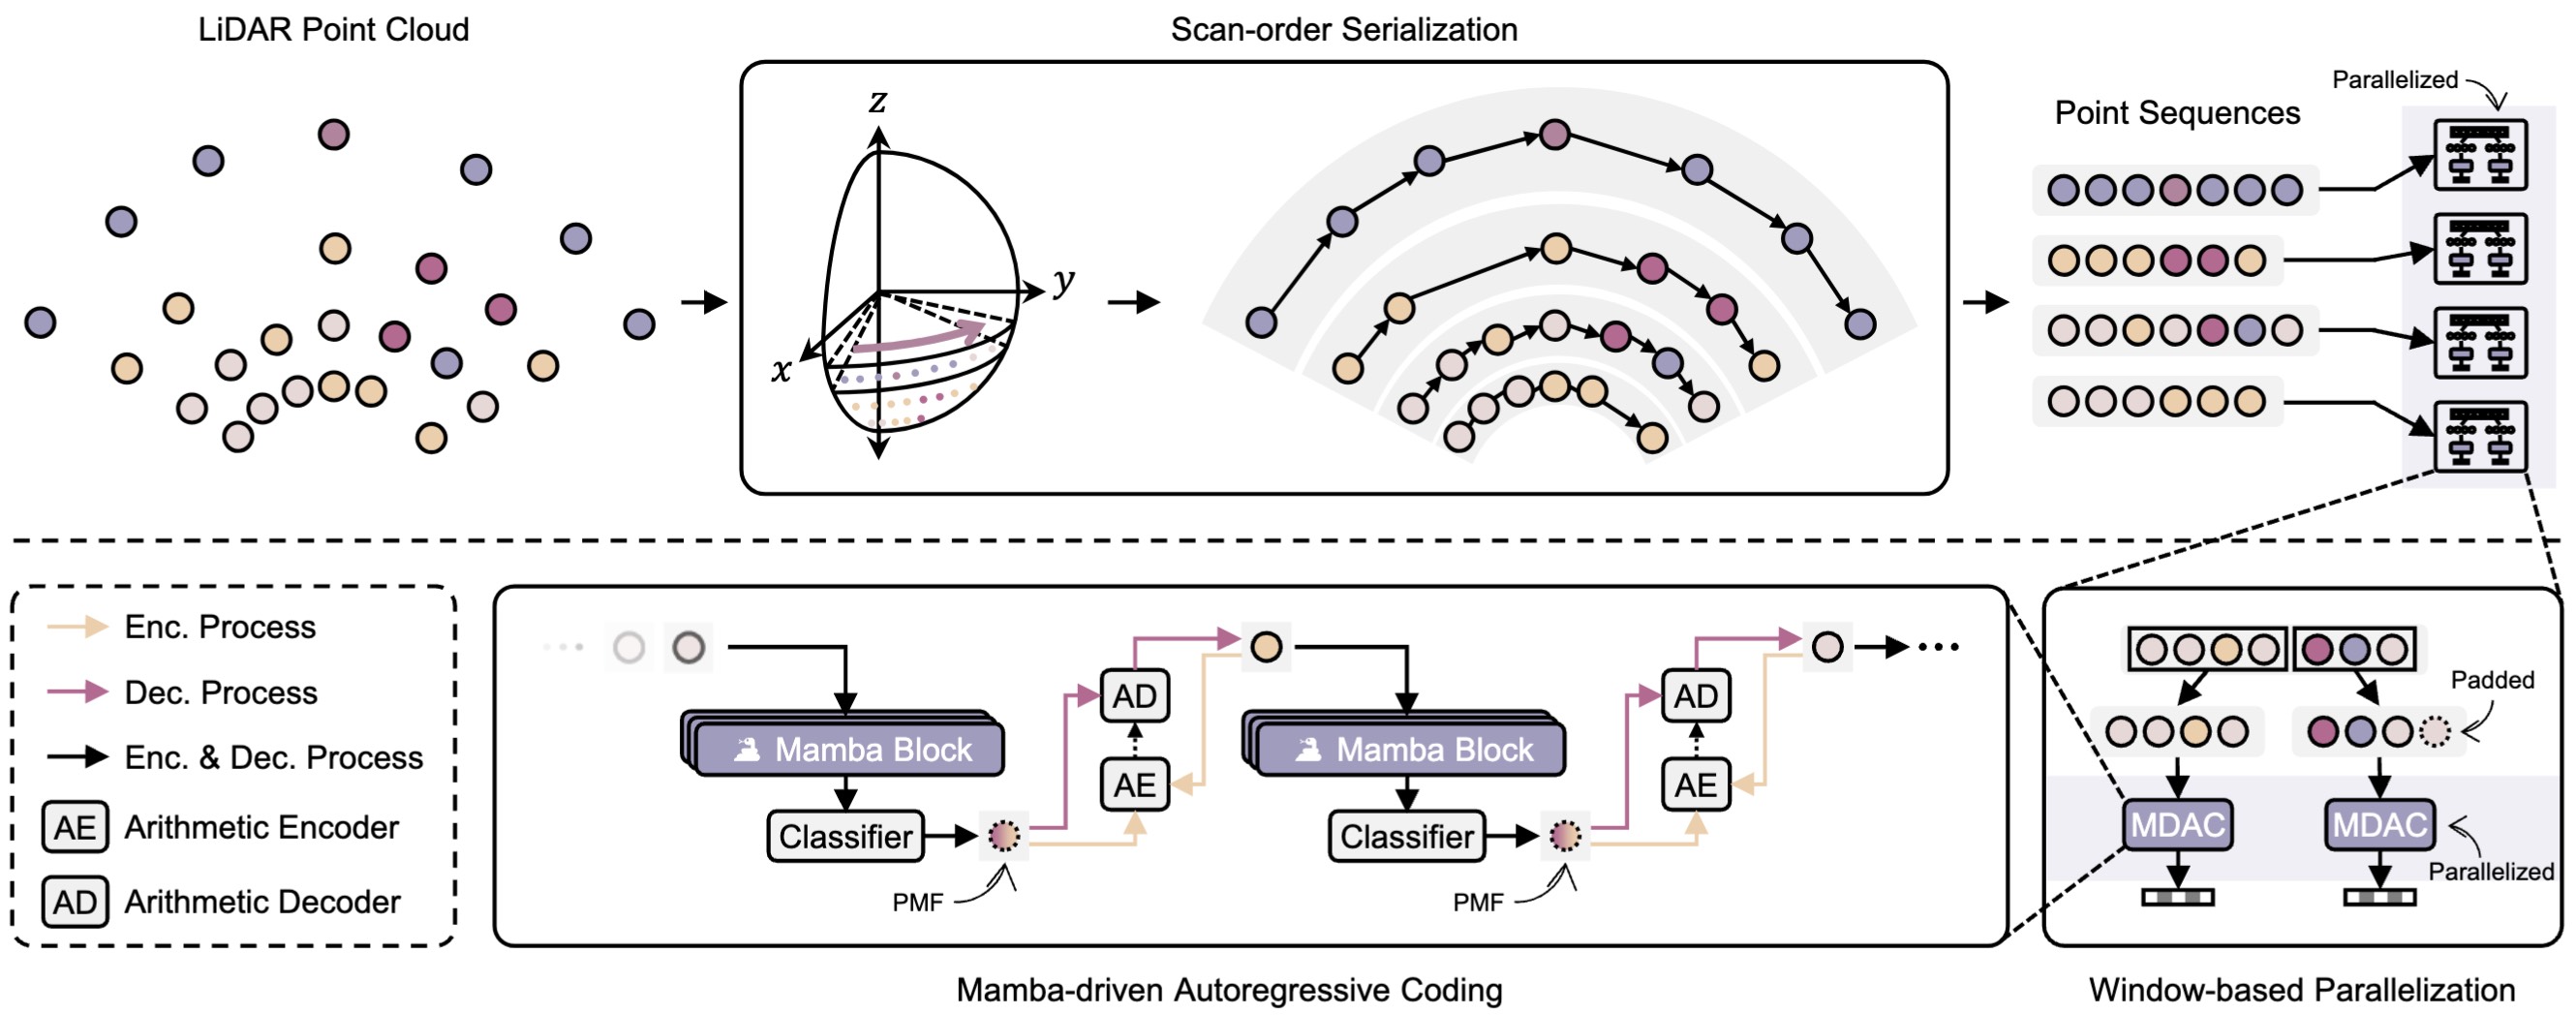 LiDAR Point Cloud
Scan-order Serialization
Parallelized
Point Sequences
z
y
x
Enc. Process
Dec. Process
Enc. & Dec. Process
AE Arithmetic Encoder
AD Arithmetic Decoder
AD
AD
Mamba Block
Mamba Block
AE
AE
Classifier
Classifier
PMF
PMF
Mamba-driven Autoregressive Coding
Padded
MDAC
MDAC
Parallelized
Window-based Parallelization